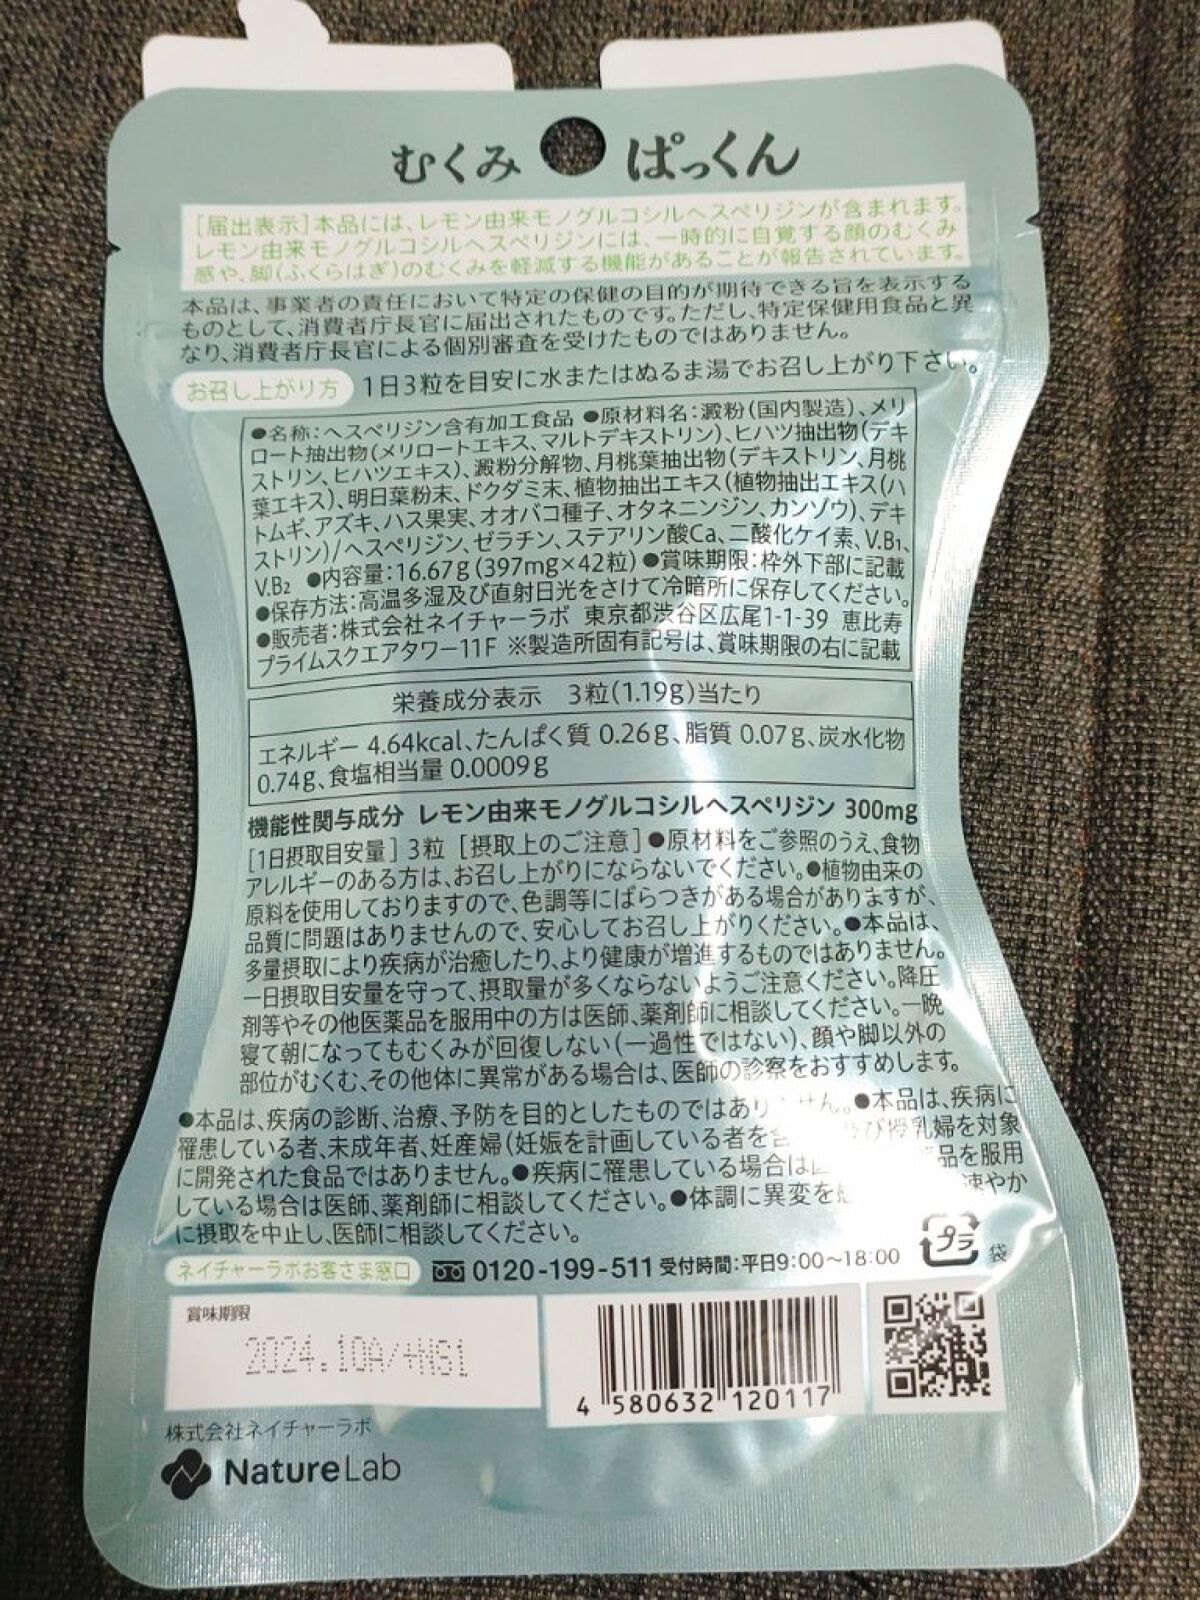 むくみ ぱっくん
［届出表示］本品には、レモン由来モノグルコシルヘスペリジンが含まれます。
レモン由来モノグルコシルヘスペリジンには、一時的に自覚する顔のむくみ
感や、脚（ふくらはぎ）のむくみを軽減する機能があることが報告されています。
本品は、事業者の責任において特定の保健の目的が期待できる旨を表示する
ものとして、消費者庁長官に届出されたものです。ただし、特定保健用食品と異
なり、消費者庁長官による個別審査を受けたものではありません。
お召し上がり方 1日3粒を目安に水またはぬるま湯でお召し上がり下さい。
●名称：ヘスペリジン含有加工食品 ●原材料名：澱粉（国内製造）、メリ
ロート抽出物（メリロートエキス、マルトデキストリン）、ヒハツ抽出物（デキ
ストリン、ヒハツエキス）、澱粉分解物、月桃葉抽出物（デキストリン、月桃
葉エキス）、明日葉粉末、ドクダミ末、植物抽出エキス（植物抽出エキス（ハ
トムギ、アズキ、ハス果実、オオバコ種子、オタネニンジン、カンゾウ）、デキ
ストリン）／ヘスペリジン、ゼラチン、ステアリン酸Ca、二酸化ケイ素、V.B₁、
V.B₂ ●内容量：16.67g（397mg×42粒）●賞味期限：枠外下部に記載
●保存方法：高温多湿及び直射日光をさけて冷暗所に保存してください。
●販売者：株式会社ネイチャーラボ 東京都渋谷区広尾1-1-39 恵比寿
プライムスクエアタワー11F ※製造所固有記号は、賞味期限の右に記載
栄養成分表示 3粒（1.19g）当たり
エネルギー 4.64kcal、たんぱく質 0.26g、脂質 0.07g、炭水化物
0.74g、食塩相当量 0.0009g
機能性関与成分 レモン由来モノグルコシルヘスペリジン 300mg
［1日摂取目安量］3粒 ［摂取上のご注意］●原材料をご参照のうえ、食物
アレルギーのある方は、お召し上がりにならないでください。●植物由来の
原料を使用しておりますので、色調等にばらつきがある場合がありますが、
品質に問題はありませんので、安心してお召し上がりください。●本品は、
多量摂取により疾病が治癒したり、より健康が増進するものではありません。
一日摂取目安量を守って、摂取量が多くならないようご注意ください。降圧
剤等やその他医薬品を服用中の方は医師、薬剤師に相談してください。一晩
寝て朝になってもむくみが回復しない（一過性ではない）、顔や脚以外の
部位がむくむ、その他体に異常がある場合は、医師の診察をおすすめします。
●本品は、疾病の診断、治療、予防を目的としたものではありません。●本品は、疾病に
罹患している者、未成年者、妊産婦（妊娠を計画している者を含 び授乳婦を対象
に開発された食品ではありません。●疾病に罹患している場合は医 薬品を服用
している場合は医師、薬剤師に相談してください。●体調に異変を 速やか
に摂取を中止し、医師に相談してください。
プラ 袋
ネイチャーラボお客さま窓口 0120-199-511 受付時間：平日9:00〜18:00
賞味期限
2024.10A/+NS1
4 580632 120117
株式会社ネイチャーラボ
NatureLab